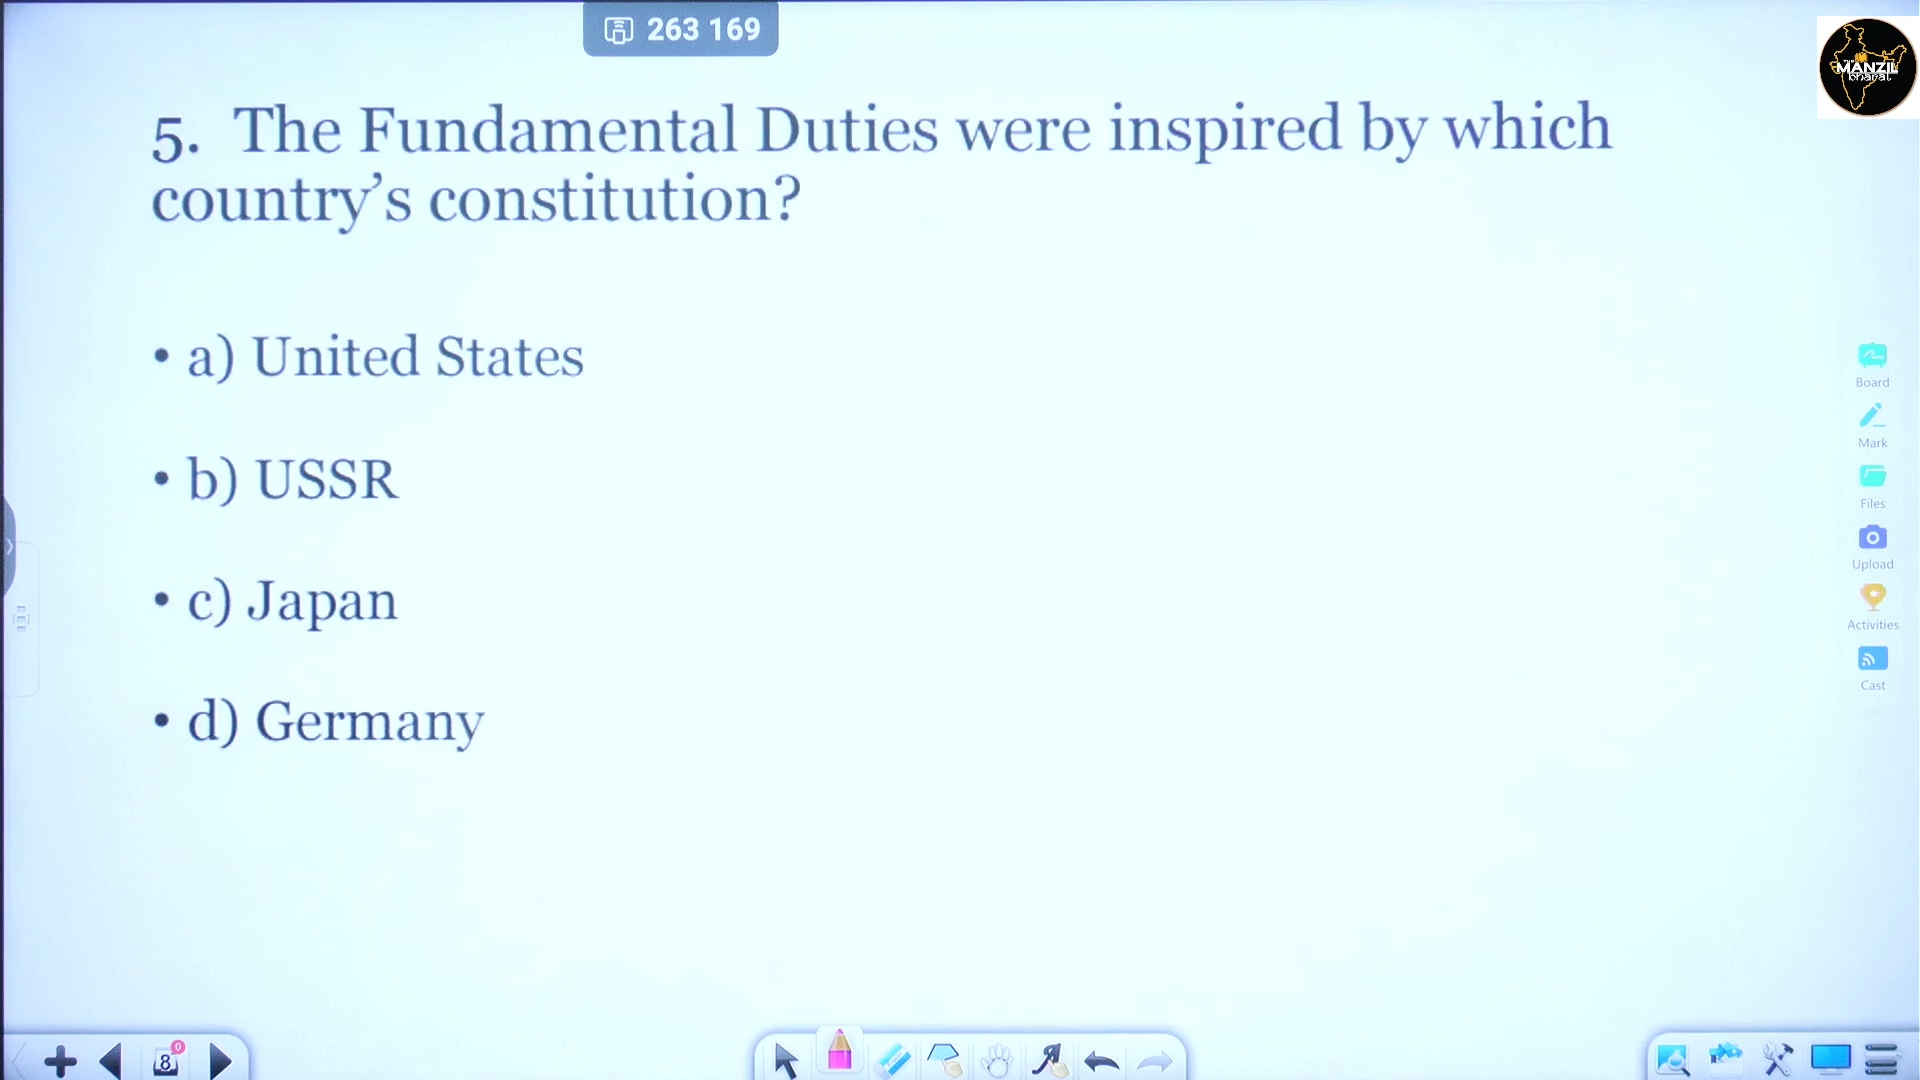 263 169
MANZIL
bharat
5. The Fundamental Duties were inspired by which
country’s constitution?
• a) United States
• b) USSR
• c) Japan
• d) Germany
Board
Mark
Files
Upload
Activities
Cast
8
0